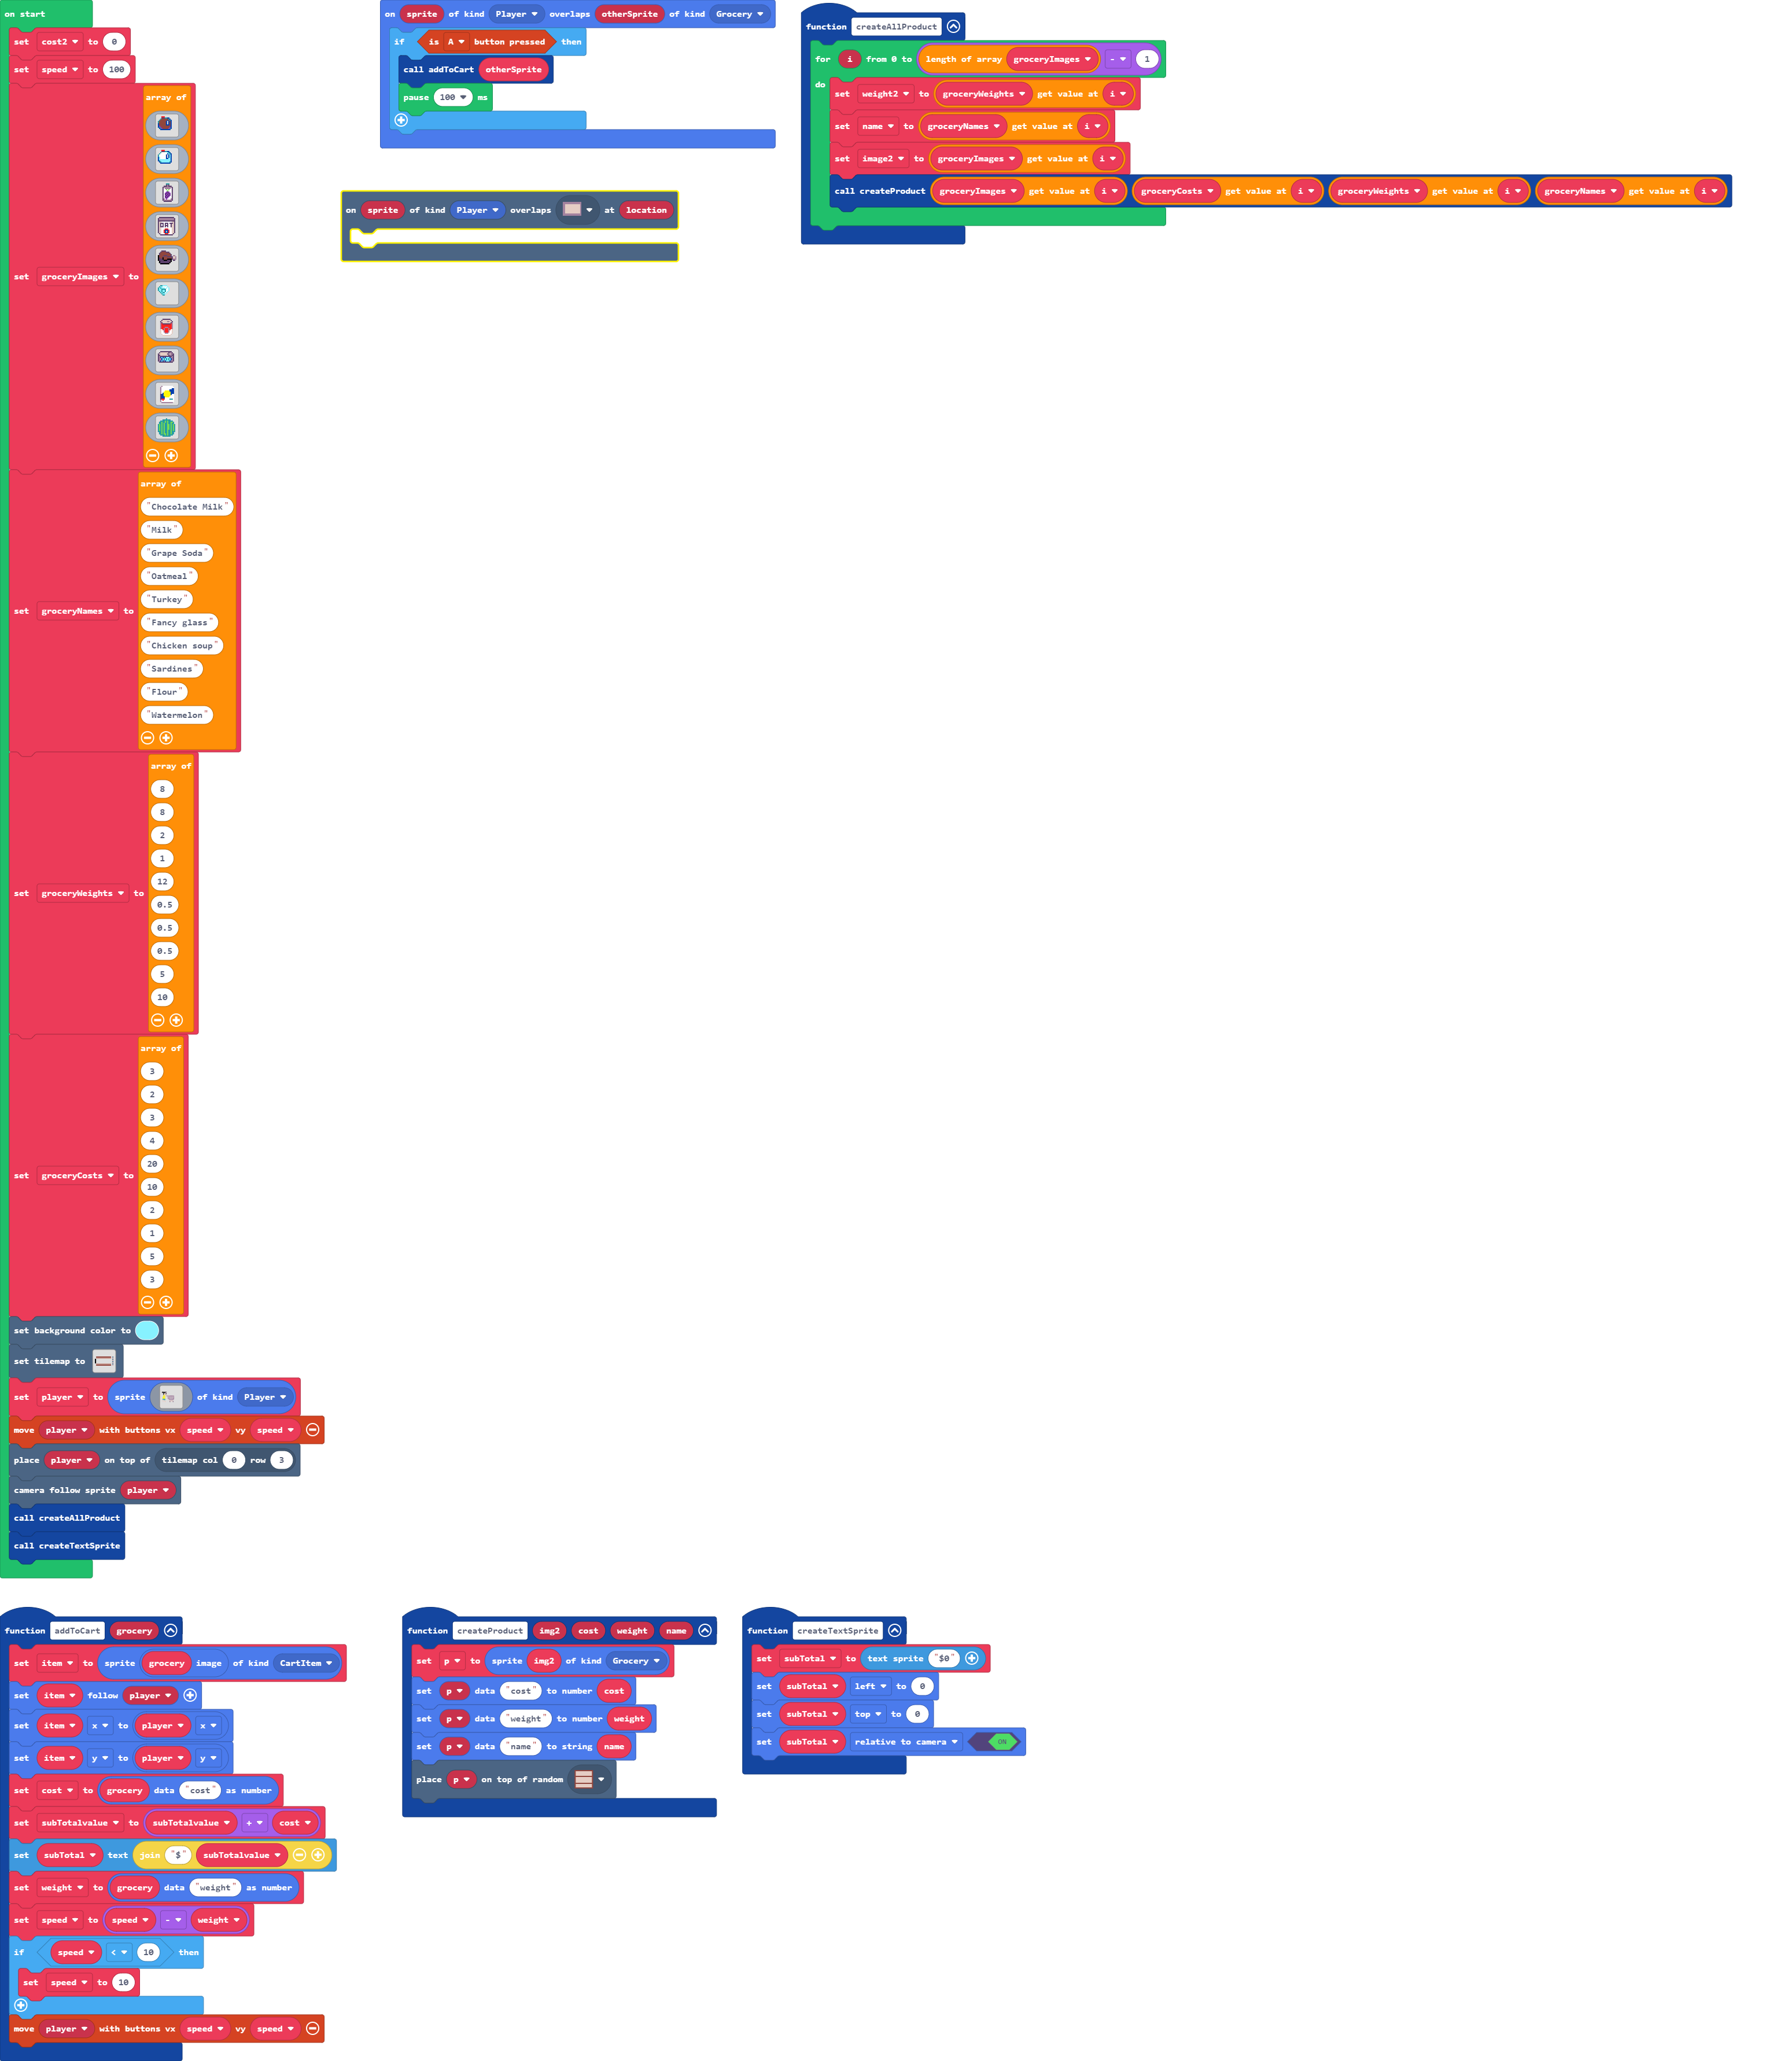 on start
set cost2 to 0
set speed to 100
set groceryImages to array of
DAT
set groceryNames to array of
"Chocolate Milk"
"Milk"
"Grape Soda"
"Oatmeal"
"Turkey"
"Fancy glass"
"Chicken soup"
"Sardines"
"Flour"
"Watermelon"
set groceryWeights to array of
8
8
2
1
12
0.5
0.5
0.5
5
10
set groceryCosts to array of
3
2
3
4
20
10
2
1
5
3
set background color to
set tilemap to
set player to sprite of kind Player
move player with buttons vx speed vy speed
place player on top of tilemap col 0 row 3
camera follow sprite player
call createAllProduct
call createTextSprite
on sprite of kind Player overlaps otherSprite of kind Grocery
if is A button pressed then
call addToCart otherSprite
pause 100 ms
on sprite of kind Player overlaps at location
function createAllProduct
for i from 0 to length of array groceryImages - 1
do
set weight2 to groceryWeights get value at i
set name to groceryNames get value at i
set image2 to groceryImages get value at i
call createProduct groceryImages get value at i groceryCosts get value at i groceryWeights get value at i groceryNames get value at i
function addToCart grocery
set item to sprite grocery image of kind CartItem
set item follow player
set item x to player x
set item y to player y
set cost to grocery data "cost" as number
set subTotalvalue to subTotalvalue + cost
set subTotal text join "$" subTotalvalue
set weight to grocery data "weight" as number
set speed to speed - weight
if speed < 10 then
set speed to 10
move player with buttons vx speed vy speed
function createProduct img2 cost weight name
set p to sprite img2 of kind Grocery
set p data "cost" to number cost
set p data "weight" to number weight
set p data "name" to string name
place p on top of random
function createTextSprite
set subTotal to text sprite "$0"
set subTotal left to 0
set subTotal top to 0
set subTotal relative to camera ON